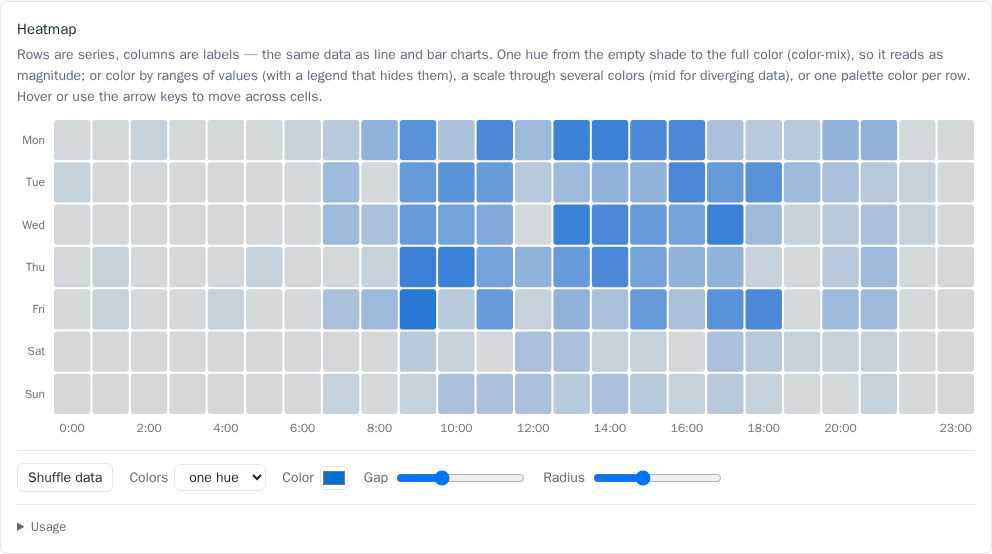 Heatmap
Rows are series, columns are labels — the same data as line and bar charts. One hue from the empty shade to the full color (color-mix), so it reads as
magnitude; or color by ranges of values (with a legend that hides them), a scale through several colors (mid for diverging data), or one palette color per row.
Hover or use the arrow keys to move across cells.
Mon
Tue
Wed
Thu
Fri
Sat
Sun
0:00 2:00 4:00 6:00 8:00 10:00 12:00 14:00 16:00 18:00 20:00 23:00
Shuffle data Colors one hue Color Gap Radius
Usage